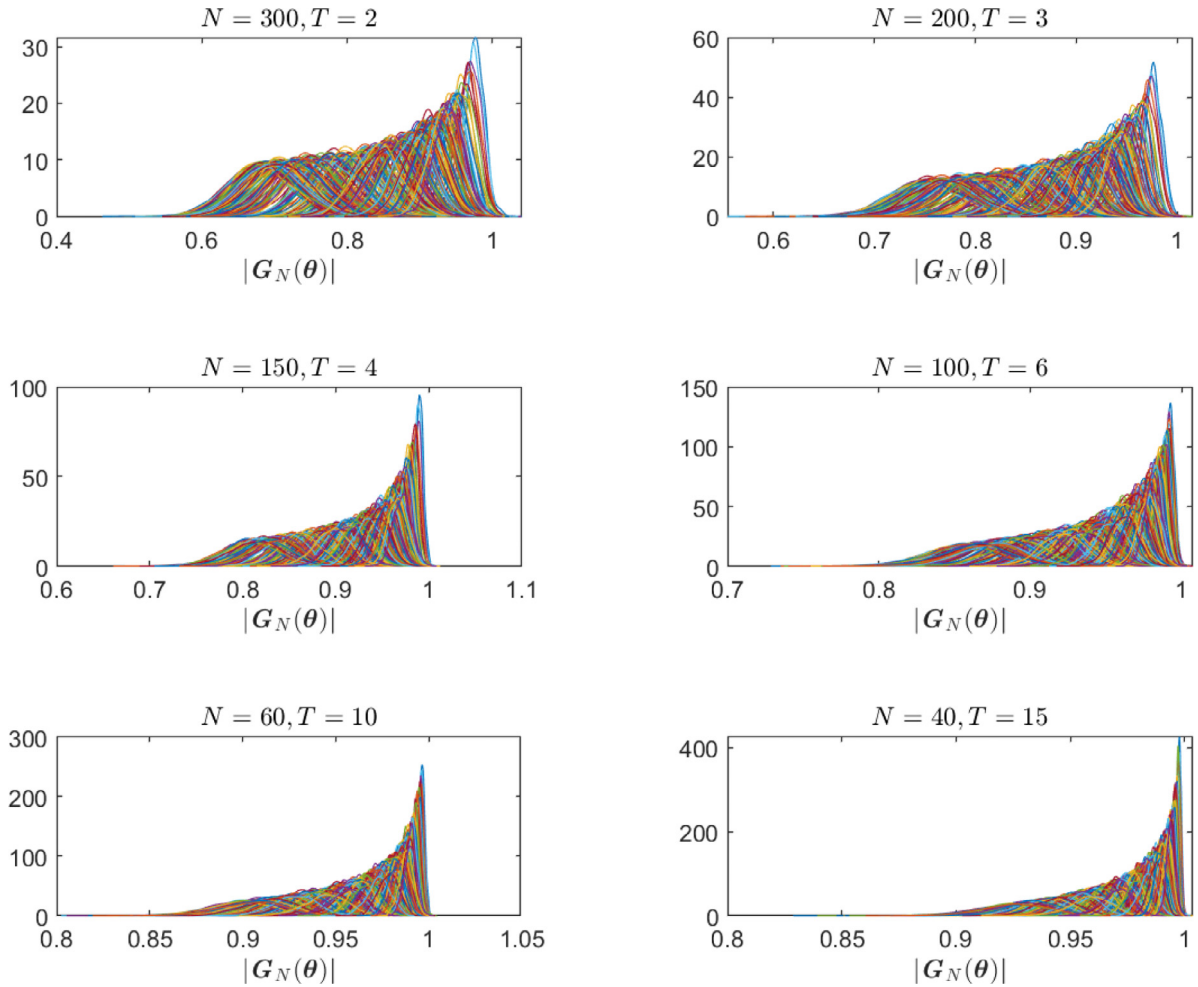 N = 300, T = 2
30
20
10
0
0.4 0.6 0.8 1
|G_N(θ)|
N = 200, T = 3
60
40
20
0
0.6 0.7 0.8 0.9 1
|G_N(θ)|
N = 150, T = 4
100
50
0
0.6 0.7 0.8 0.9 1 1.1
|G_N(θ)|
N = 100, T = 6
150
100
50
0
0.7 0.8 0.9 1
|G_N(θ)|
N = 60, T = 10
300
200
100
0
0.8 0.85 0.9 0.95 1 1.05
|G_N(θ)|
N = 40, T = 15
400
200
0
0.8 0.85 0.9 0.95 1
|G_N(θ)|